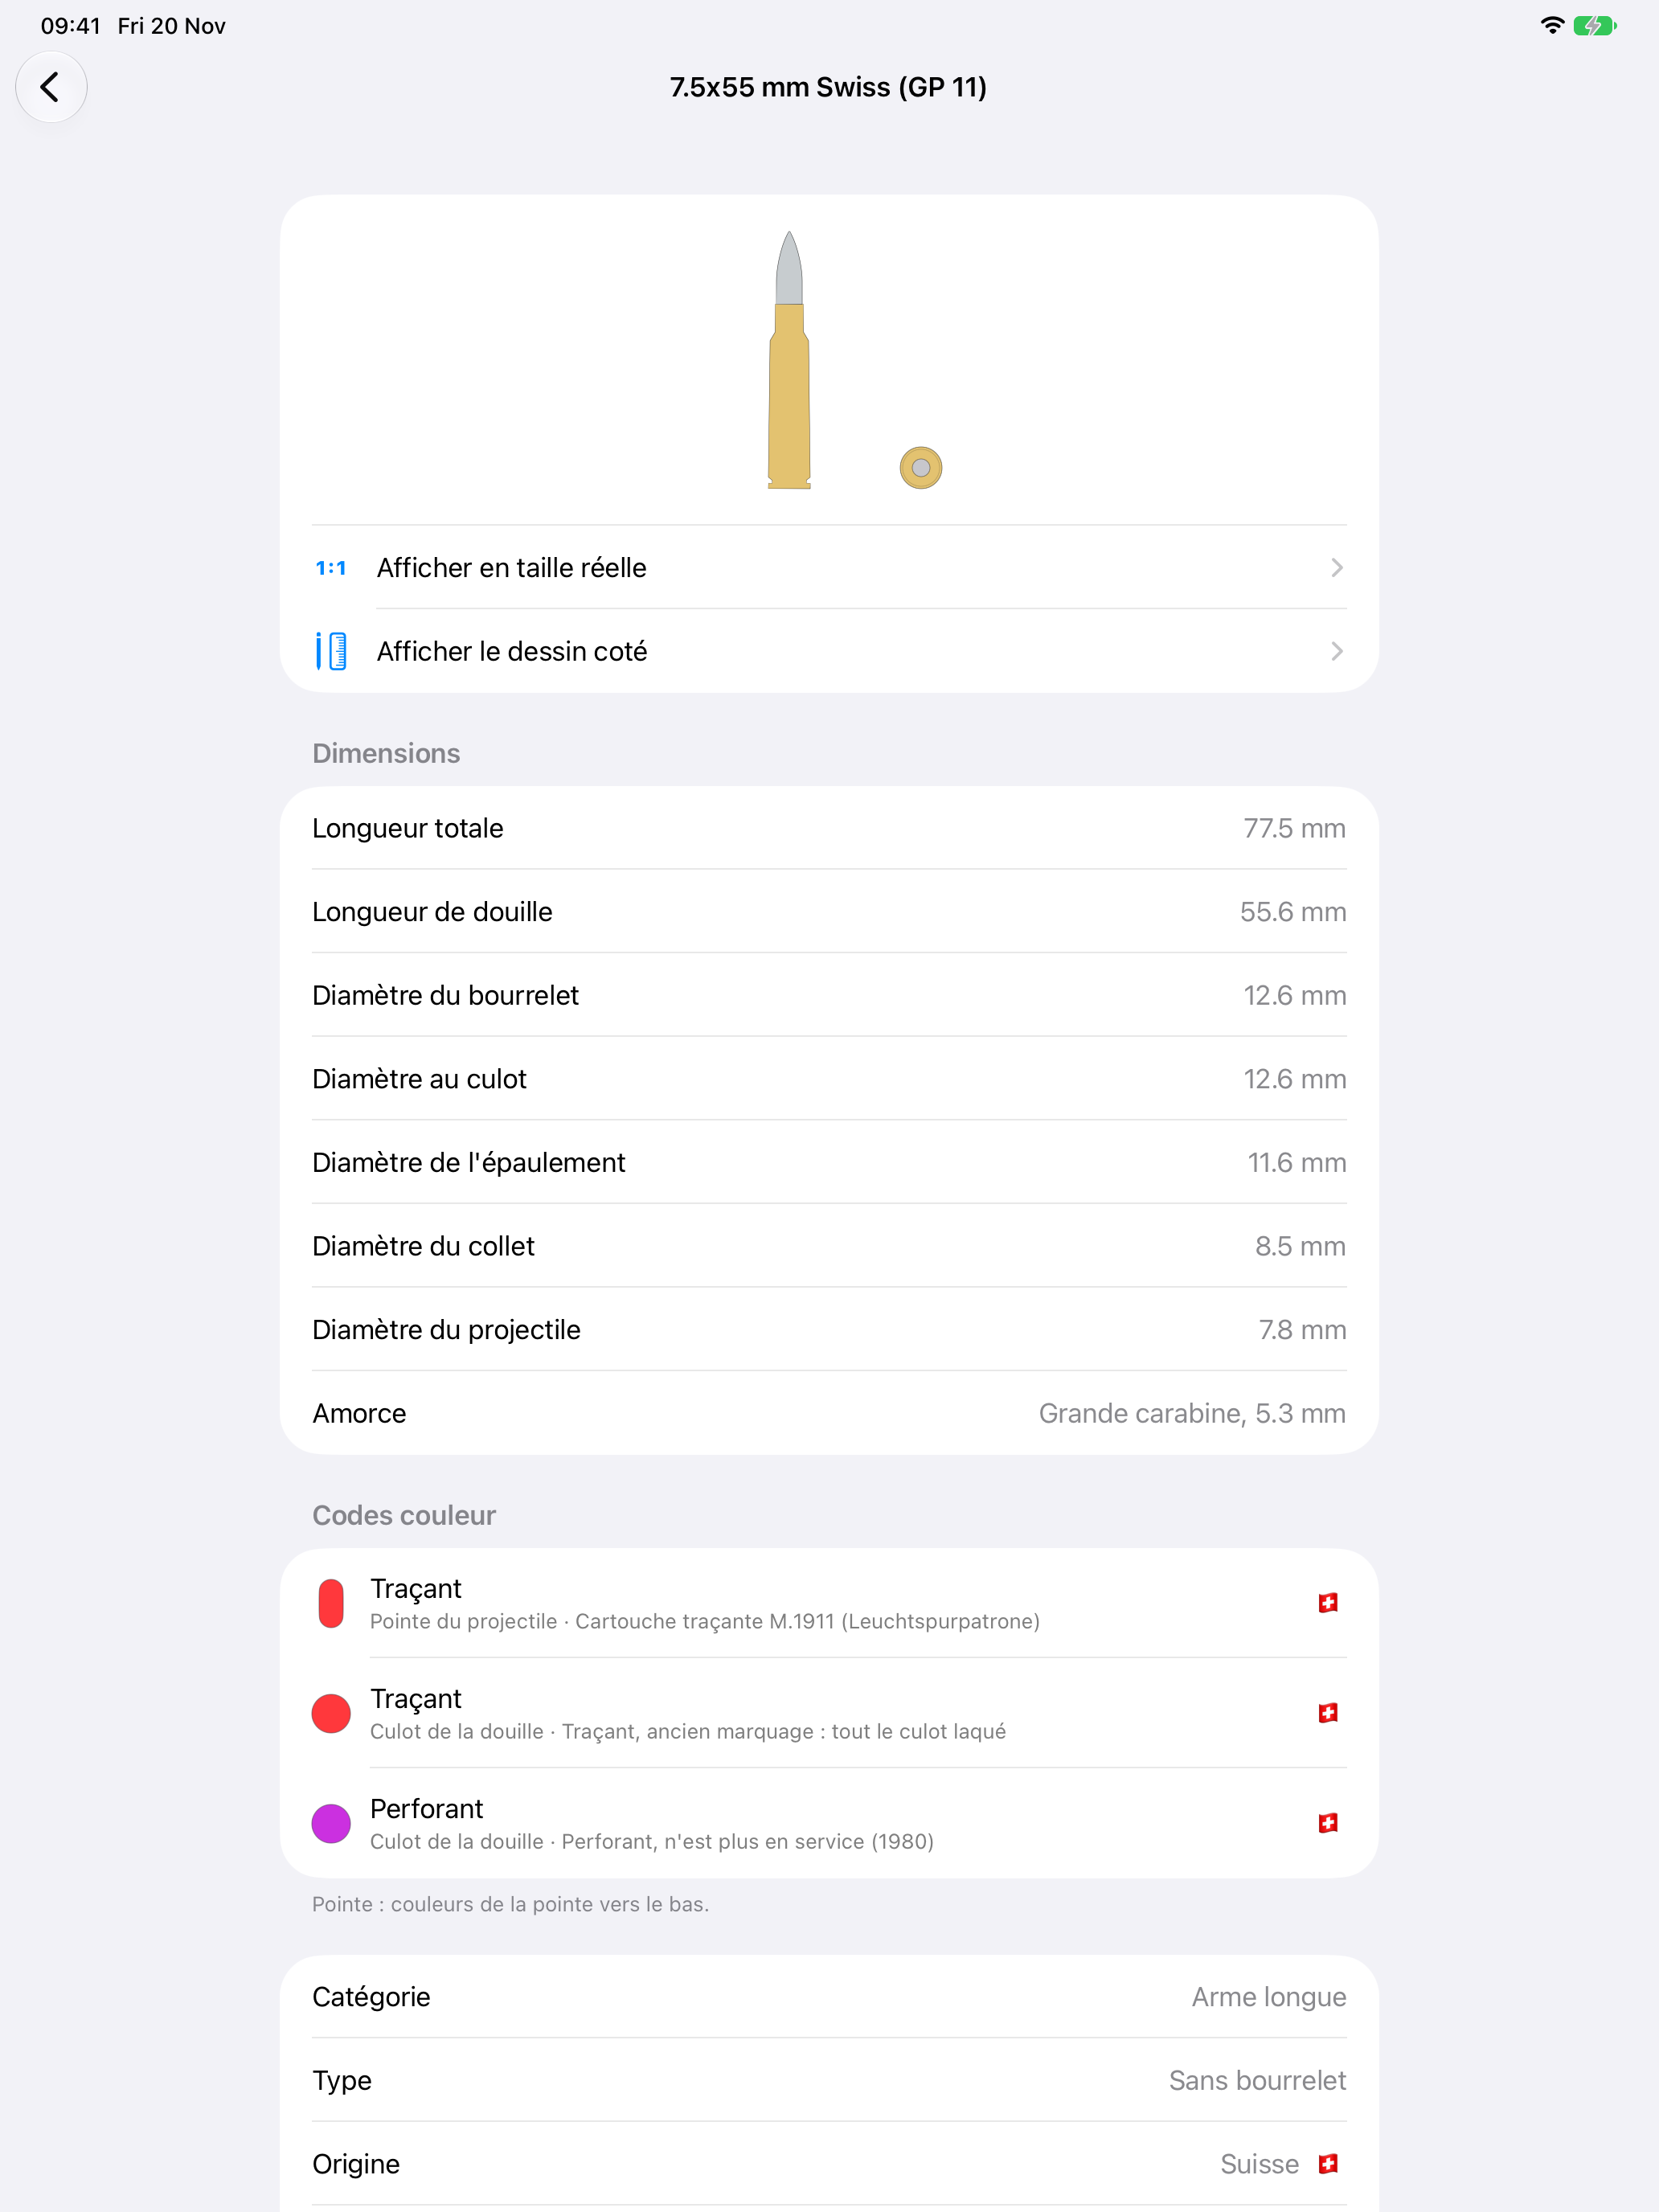 09:41 Fri 20 Nov
7.5x55 mm Swiss (GP 11)
1:1 Afficher en taille réelle
Afficher le dessin coté
Dimensions
Longueur totale 77.5 mm
Longueur de douille 55.6 mm
Diamètre du bourrelet 12.6 mm
Diamètre au culot 12.6 mm
Diamètre de l'épaulement 11.6 mm
Diamètre du collet 8.5 mm
Diamètre du projectile 7.8 mm
Amorce Grande carabine, 5.3 mm
Codes couleur
Traçant
Pointe du projectile · Cartouche traçante M.1911 (Leuchtspurpatrone)
Traçant
Culot de la douille · Traçant, ancien marquage : tout le culot laqué
Perforant
Culot de la douille · Perforant, n'est plus en service (1980)
Pointe : couleurs de la pointe vers le bas.
Catégorie Arme longue
Type Sans bourrelet
Origine Suisse